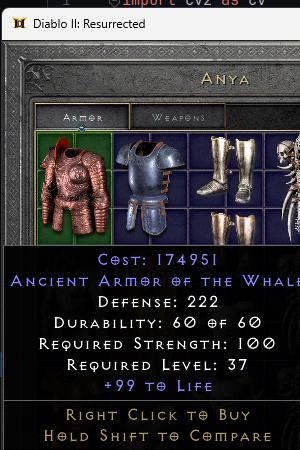 import cv2 as cv
Diablo II: Resurrected
Anya
Armor
Weapons
Cost: 174951
Ancient Armor of the Whale
Defense: 222
Durability: 60 of 60
Required Strength: 100
Required Level: 37
+99 to Life
Right Click to Buy
Hold Shift to Compare